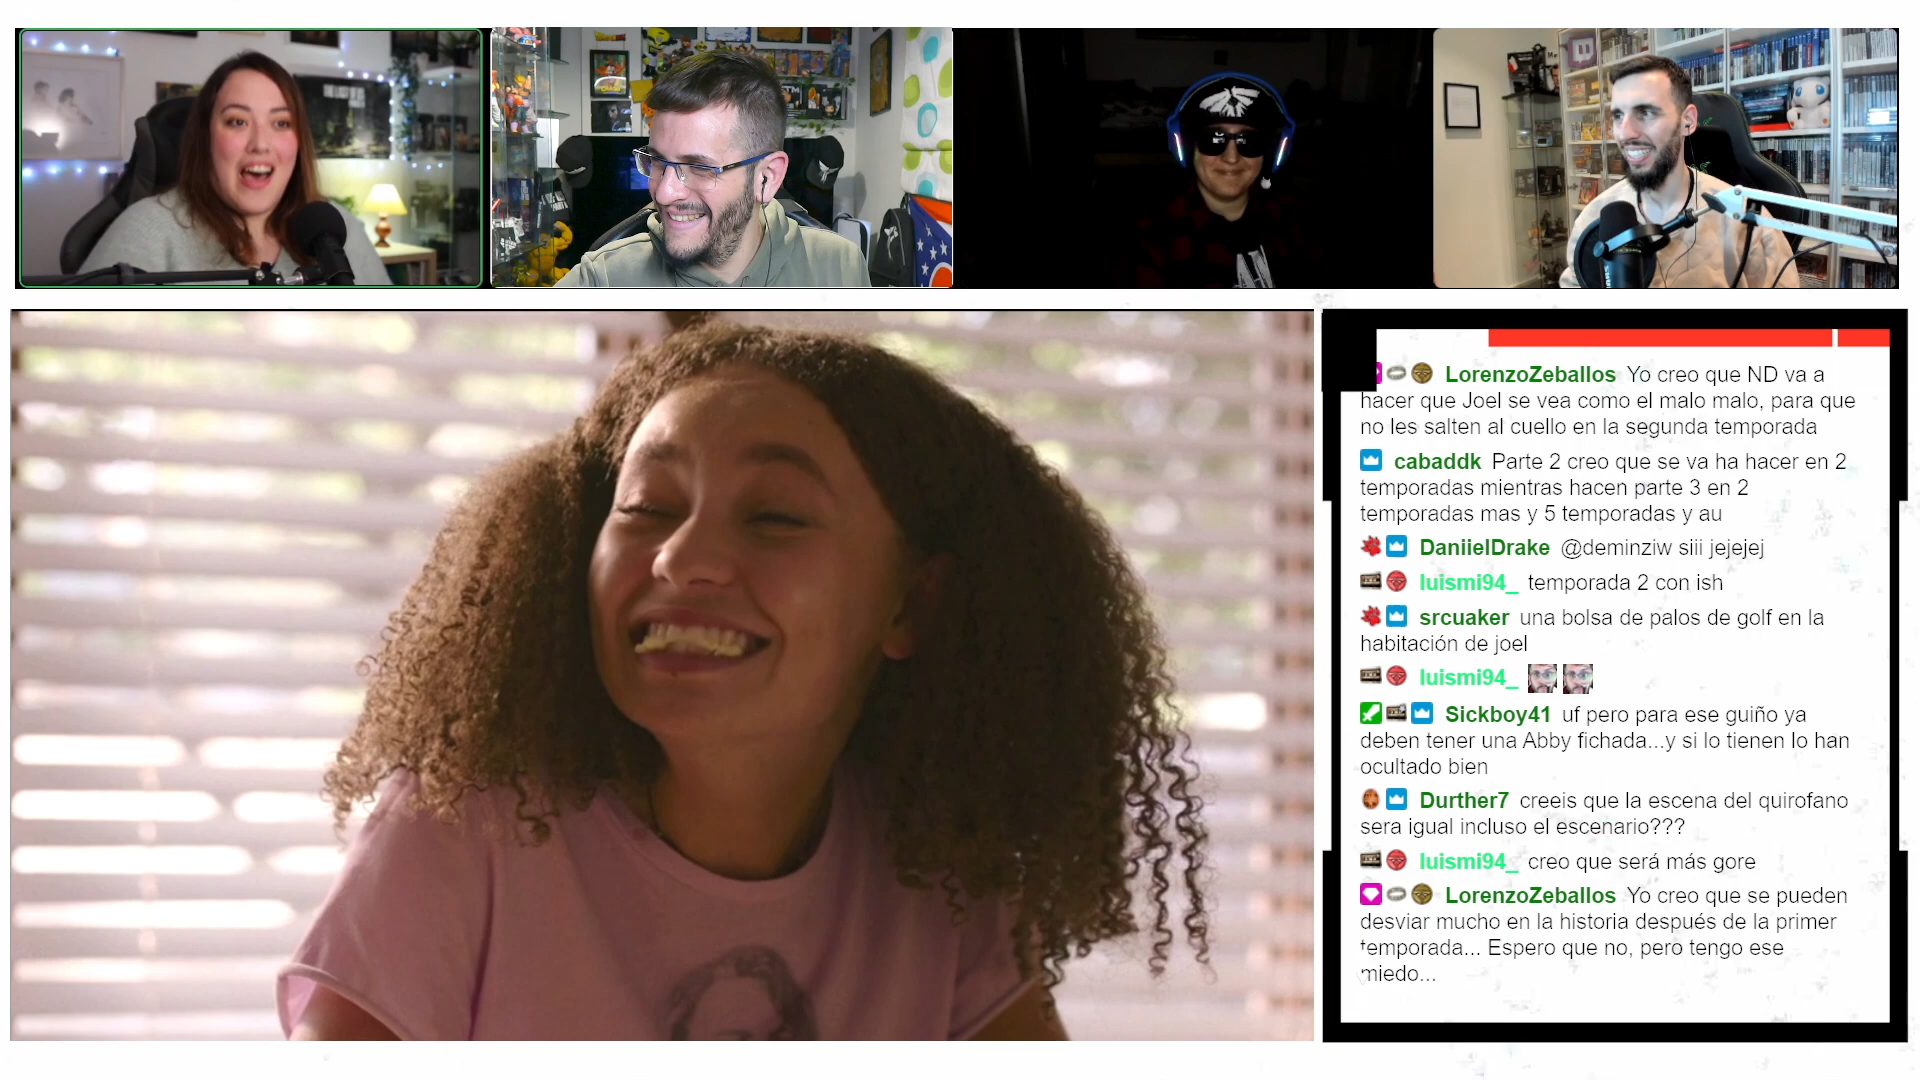 LorenzoZeballos Yo creo que ND va a
hacer que Joel se vea como el malo malo, para que
no les salten al cuello en la segunda temporada
cabaddk Parte 2 creo que se va ha hacer en 2
temporadas mientras hacen parte 3 en 2
temporadas mas y 5 temporadas y au
DaniielDrake @deminziw siii jejejej
luismi94_ temporada 2 con ish
srcuaker una bolsa de palos de golf en la
habitación de joel
luismi94_
Sickboy41 uf pero para ese guiño ya
deben tener una Abby fichada...y si lo tienen lo han
ocultado bien
Durther7 creeis que la escena del quirofano
sera igual incluso el escenario???
luismi94_ creo que será más gore
LorenzoZeballos Yo creo que se pueden
desviar mucho en la historia después de la primer
temporada... Espero que no, pero tengo ese
miedo...